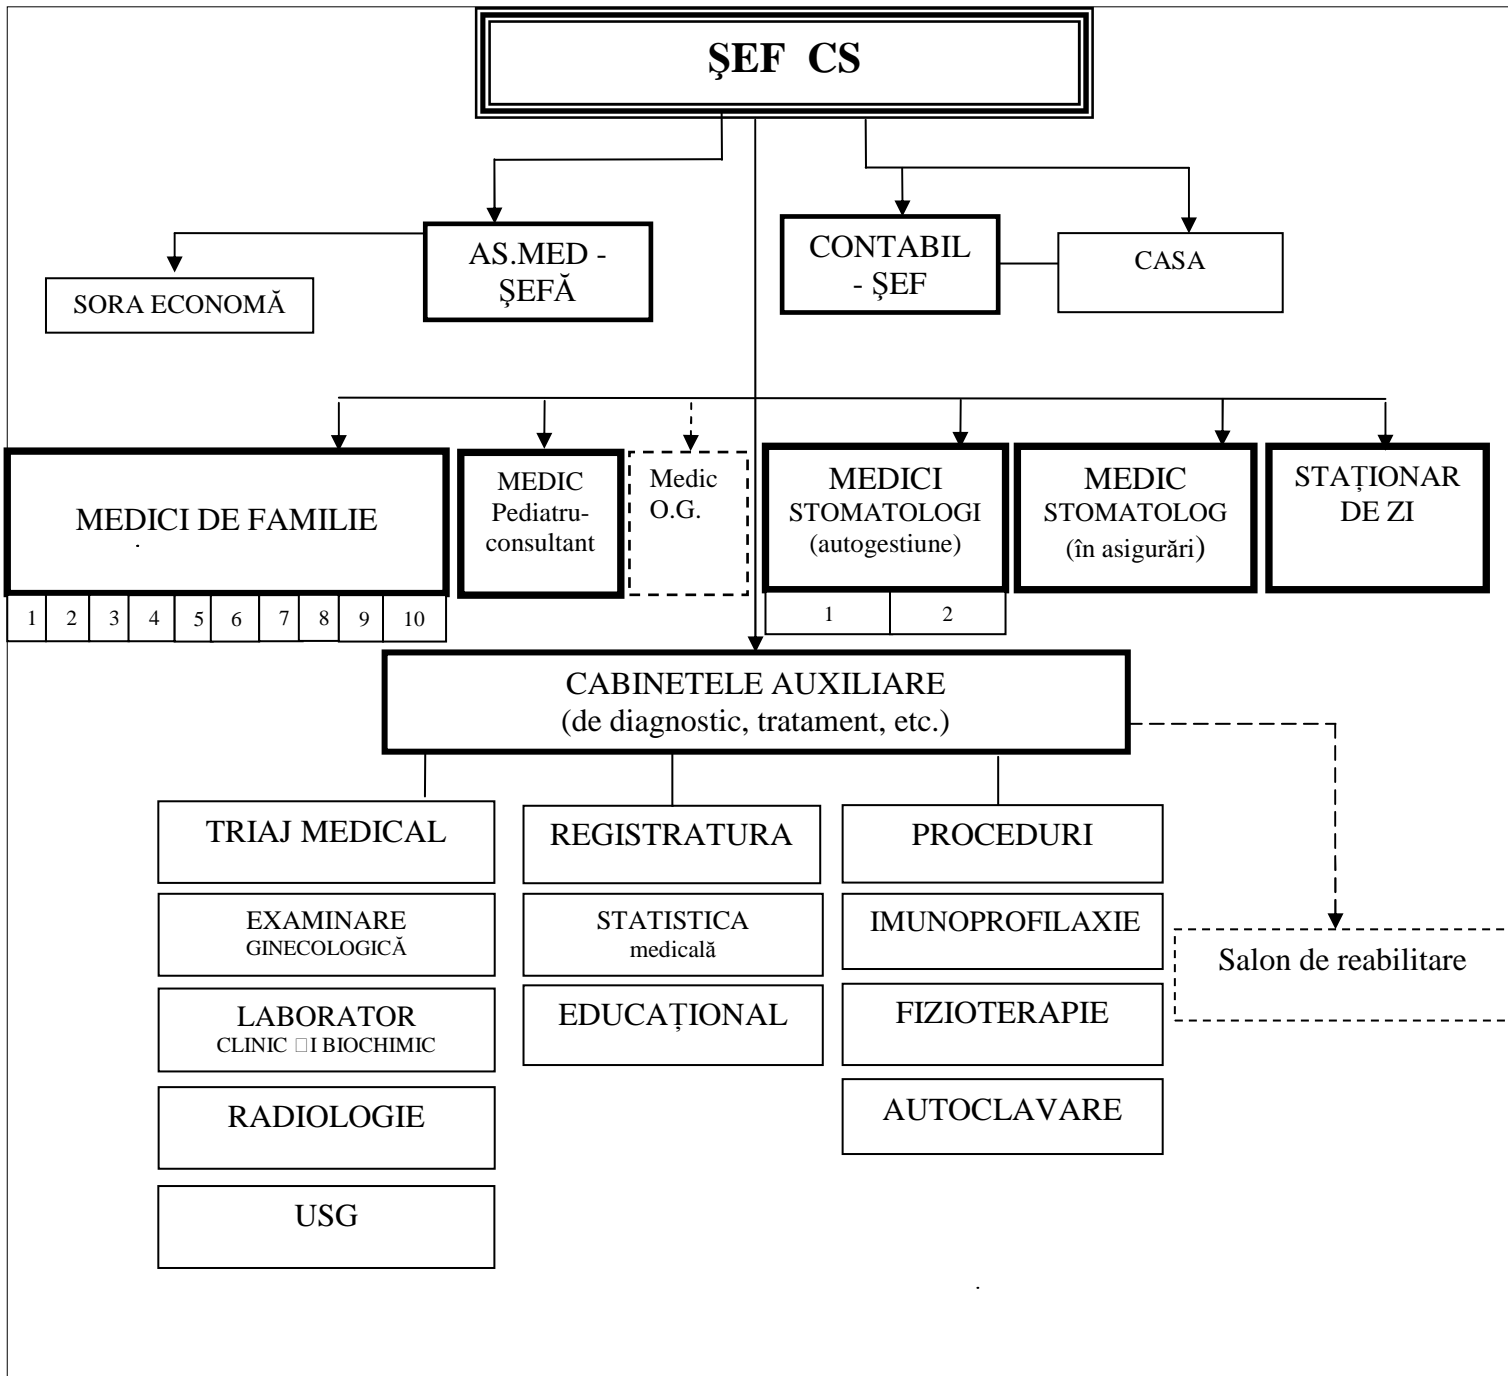 ŞEF CS
AS.MED -
ŞEFĂ
CONTABIL
- ŞEF
CASA
SORA ECONOMĂ
MEDICI DE FAMILIE
1 2 3 4 5 6 7 8 9 10
MEDIC
Pediatru-
consultant
Medic
O.G.
MEDICI
STOMATOLOGI
(autogestiune)
1 2
MEDIC
STOMATOLOG
(în asigurări)
STAȚIONAR
DE ZI
CABINETELE AUXILIARE
(de diagnostic, tratament, etc.)
TRIAJ MEDICAL
EXAMINARE
GINECOLOGICĂ
LABORATOR
CLINIC □I BIOCHIMIC
RADIOLOGIE
USG
REGISTRATURA
STATISTICA
medicală
EDUCAȚIONAL
PROCEDURI
IMUNOPROFILAXIE
FIZIOTERAPIE
AUTOCLAVARE
Salon de reabilitare